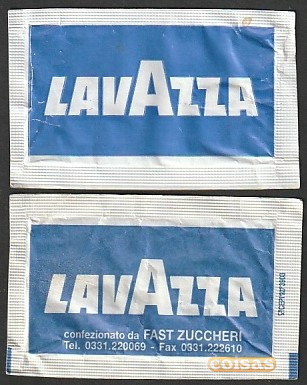 LAVAZZA
LAVAZZA
confezionato da FAST ZUCCHERI
Tel. 0331.220069 - Fax 0331.222610
coisas